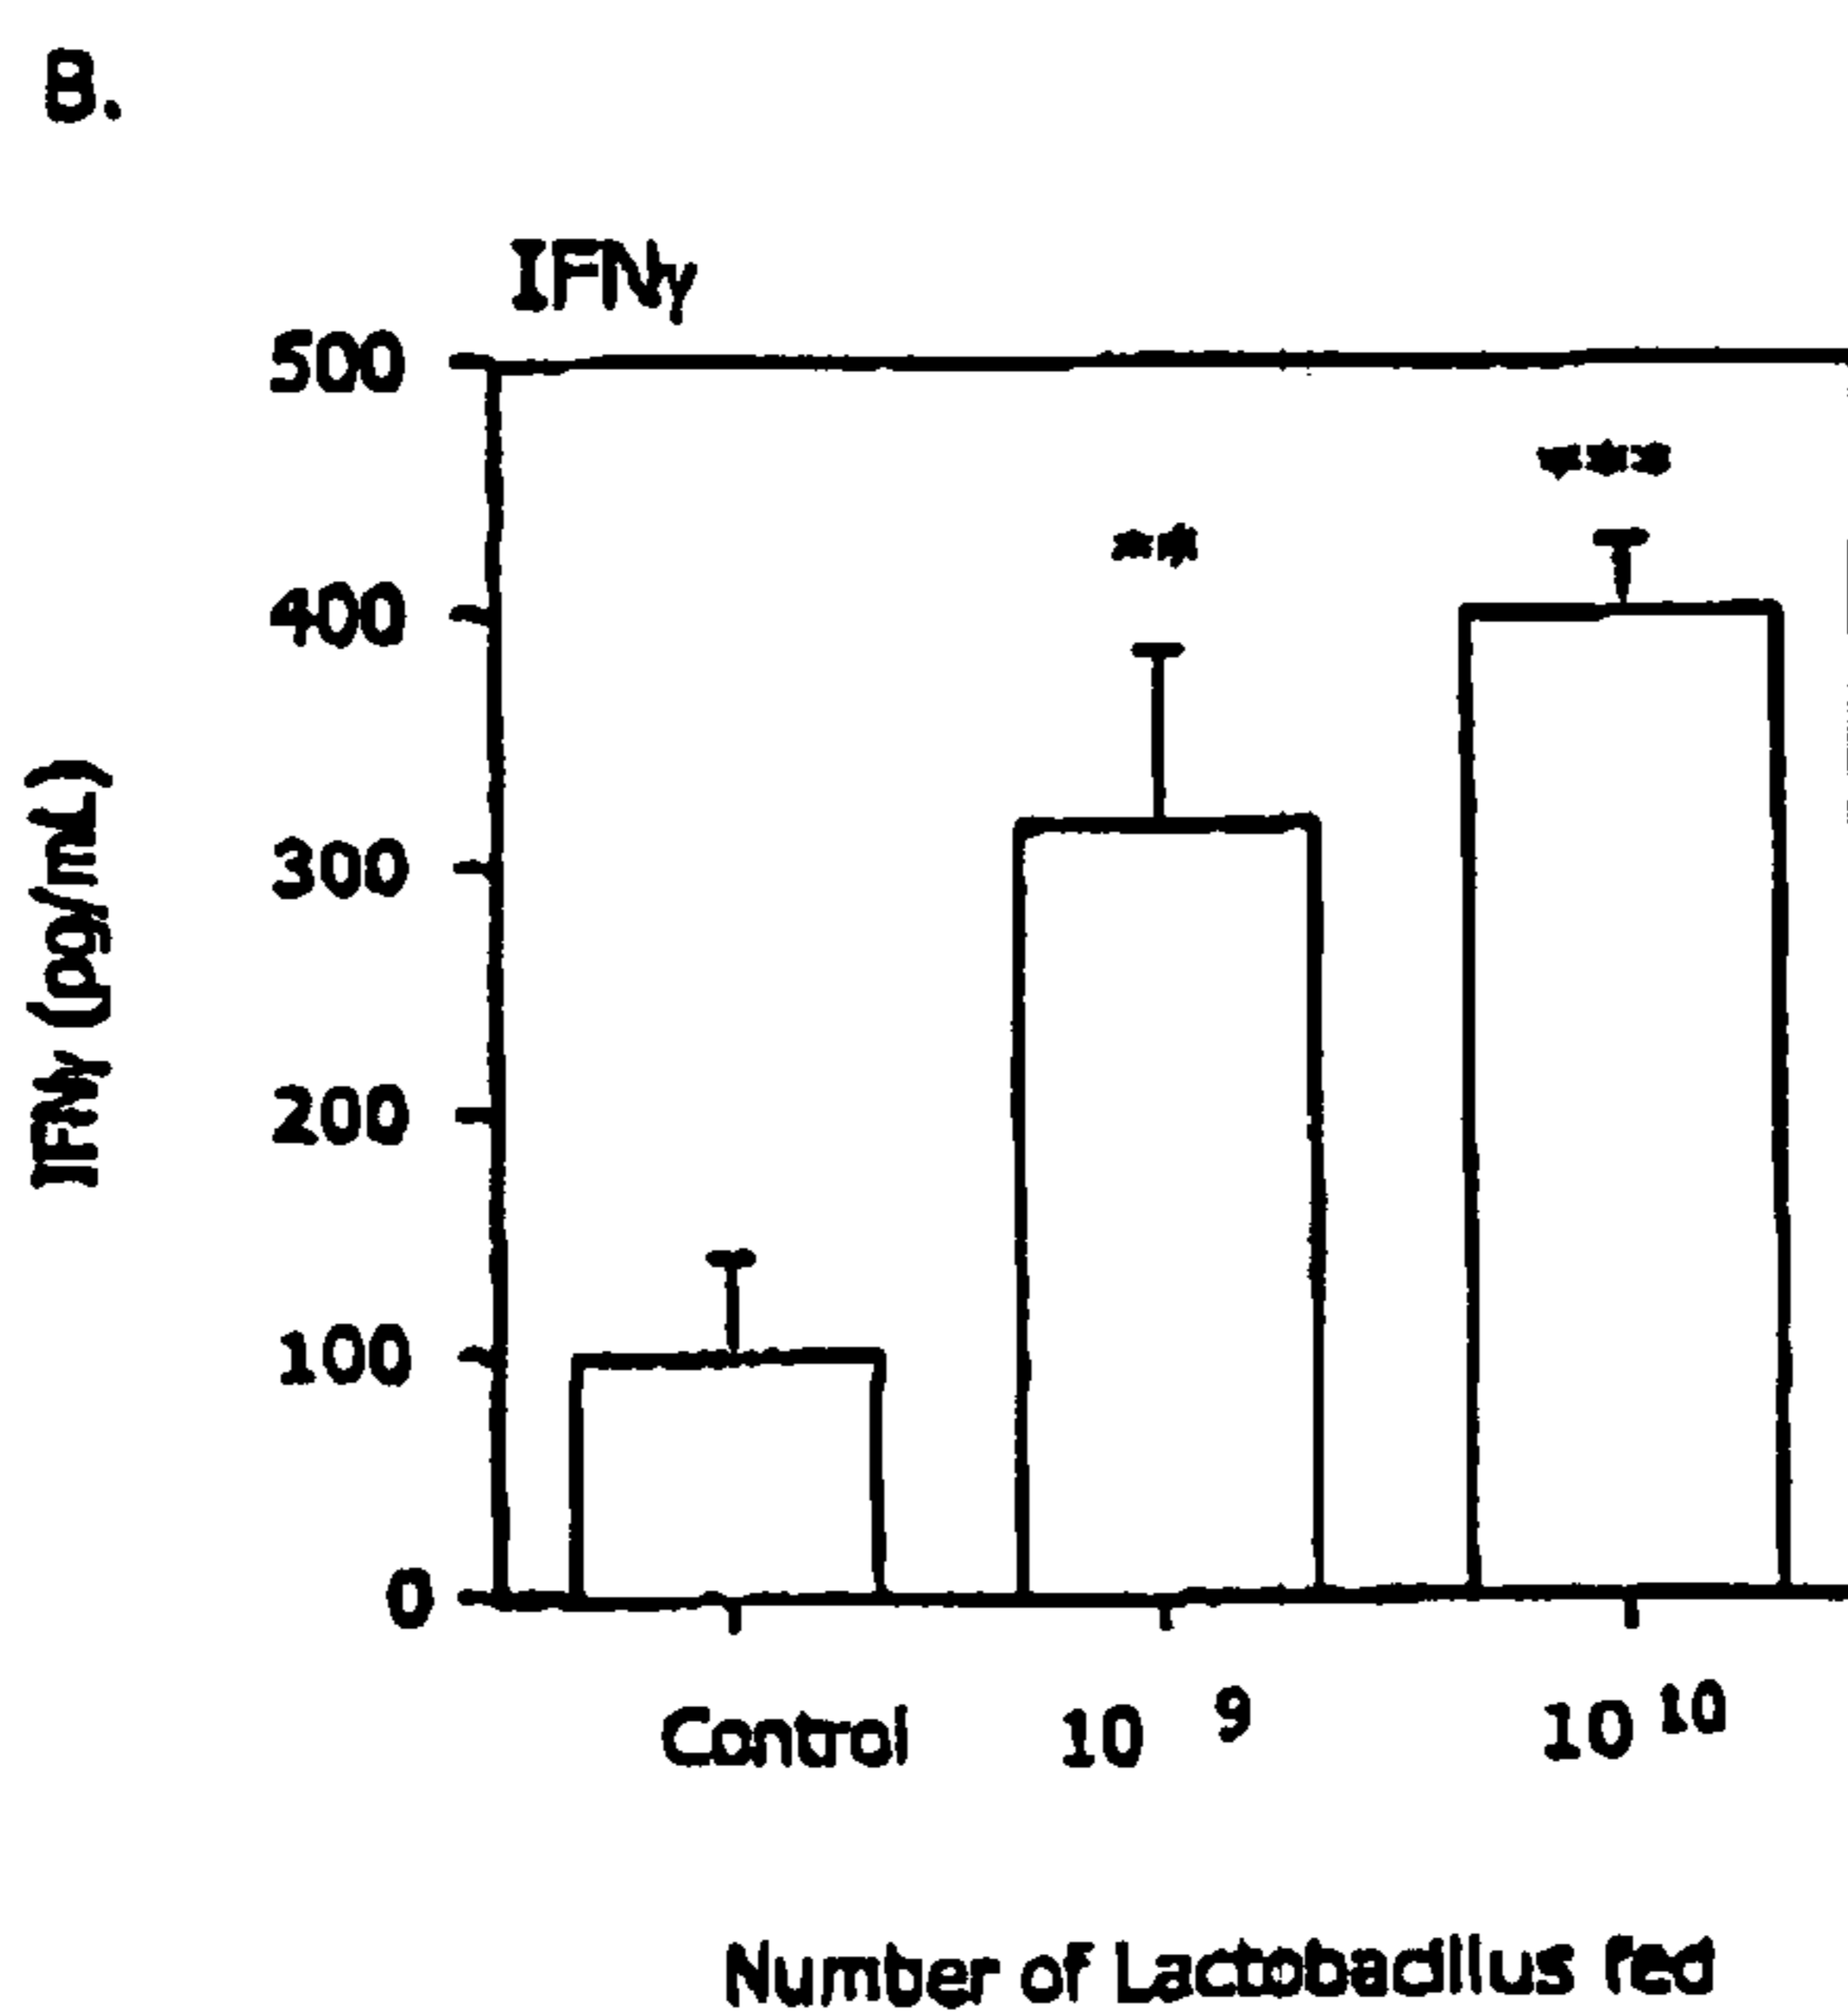 B.
IFNγ
500
400
300
200
100
0
IFNγ (pg/mL)
**
***
Control 10 9 10 10
Number of Lactobacillus fed